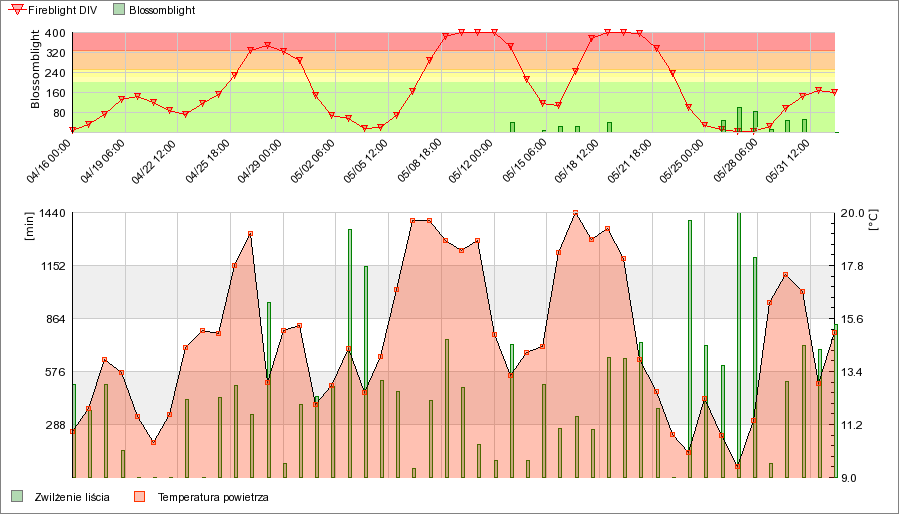 Fireblight DIV Blossomblight
Blossomblight
400
320
240
160
80
04/16 00:00 04/19 06:00 04/22 12:00 04/25 18:00 04/29 00:00 05/02 06:00 05/05 12:00 05/08 18:00 05/12 00:00 05/15 06:00 05/18 12:00 05/21 18:00 05/25 00:00 05/28 06:00 05/31 12:00
[min]
[°C]
1440 20.0
1152 17.8
864 15.6
576 13.4
288 11.2
9.0
Zwilżenie liścia Temperatura powietrza